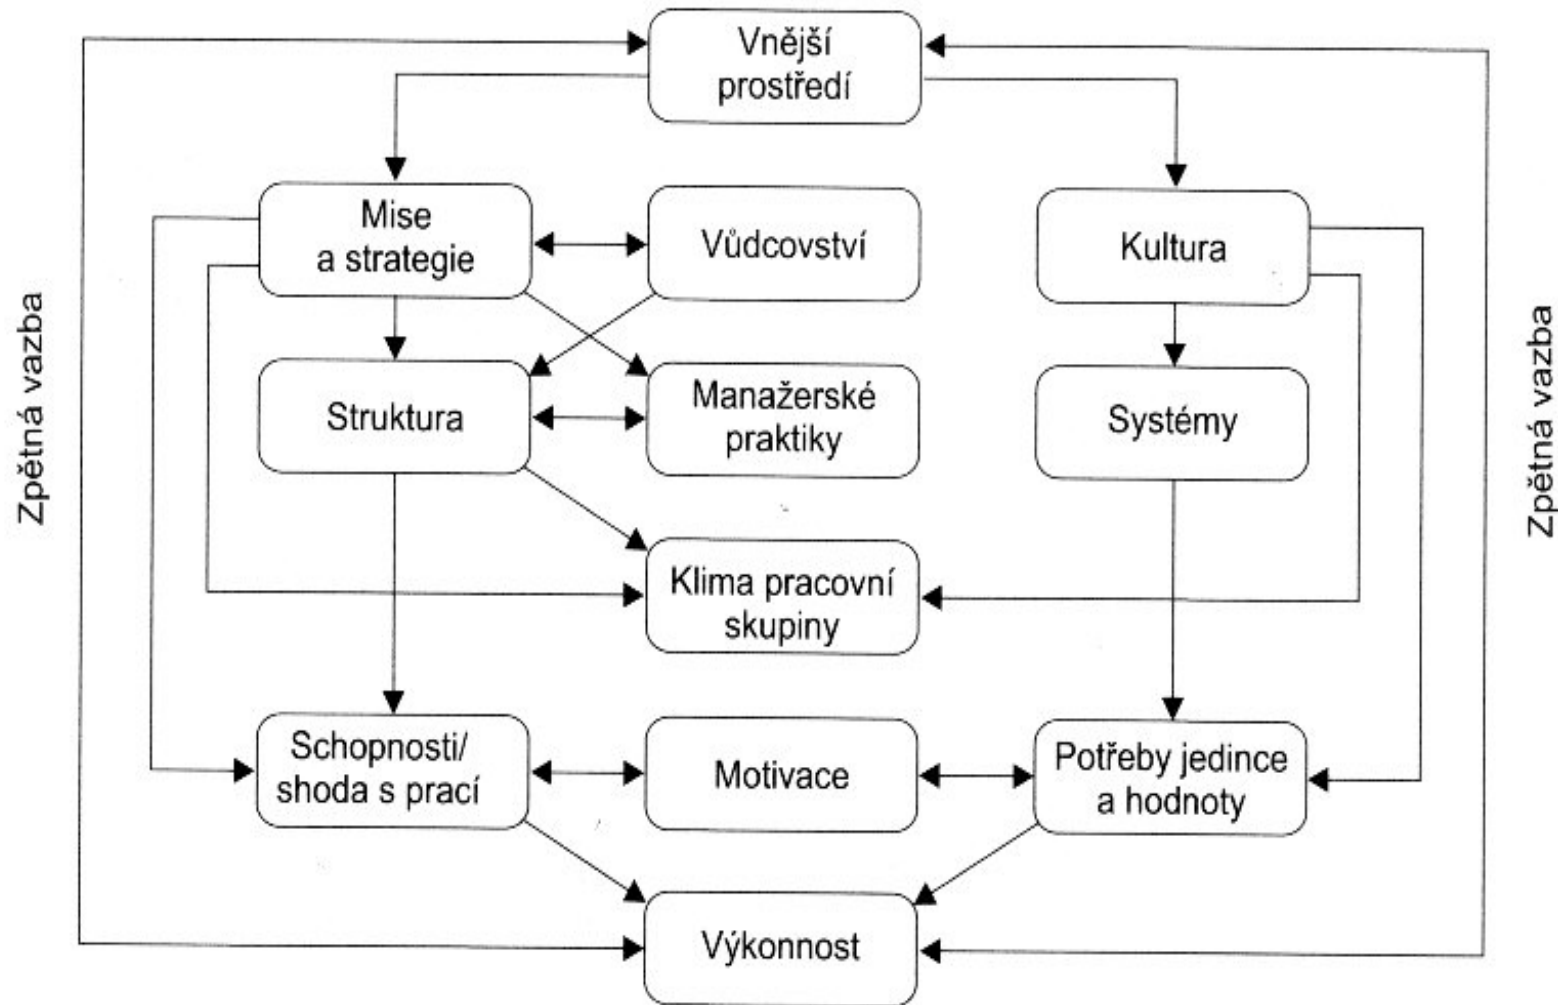 Vnější
prostředí
Mise
a strategie
Vůdcovství
Kultura
Zpětná vazba
Struktura
Manažerské
praktiky
Systémy
Zpětná vazba
Klima pracovní
skupiny
Schopnosti/
shoda s prací
Motivace
Potřeby jedince
a hodnoty
Výkonnost